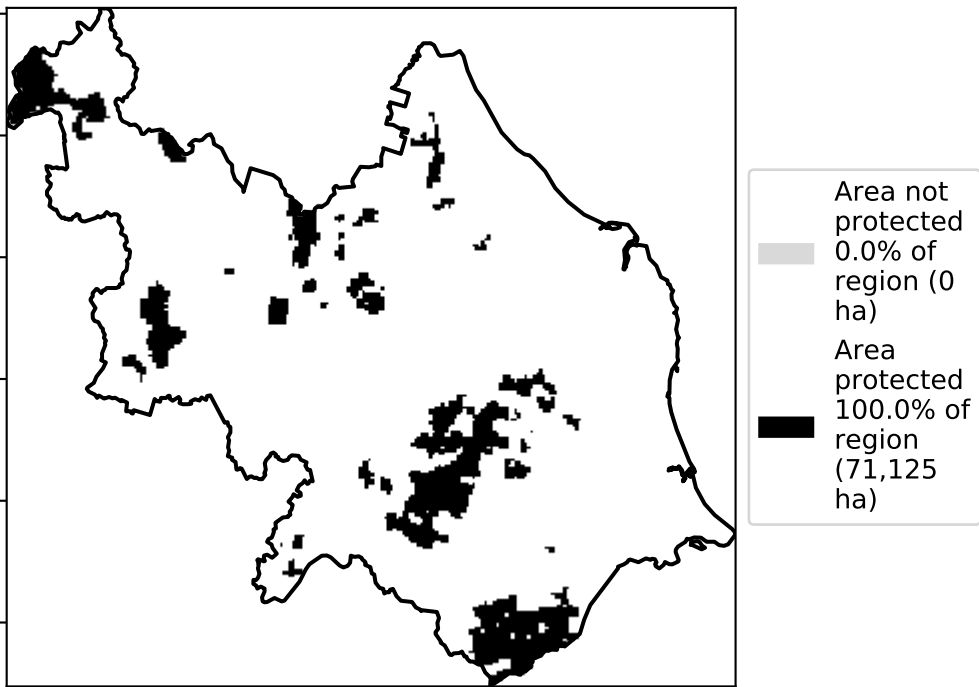 Area not
protected
0.0% of
region (0
ha)
Area
protected
100.0% of
region
(71,125
ha)